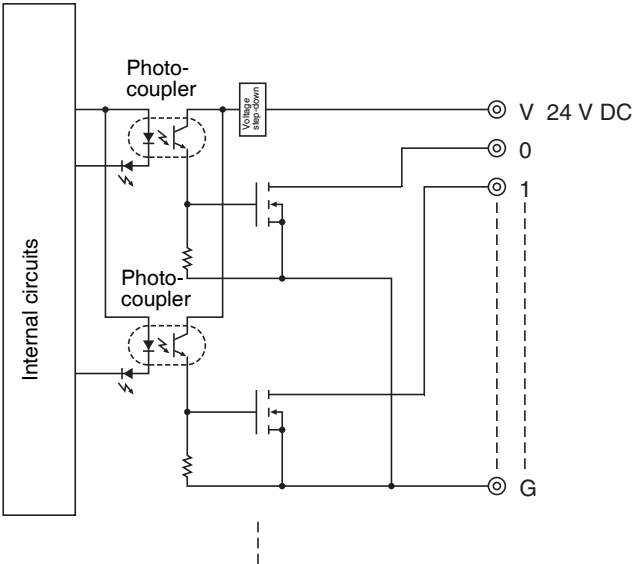 Photo-
coupler
Voltage
step-down
V 24 V DC
0
1
Internal circuits
Photo-
coupler
G